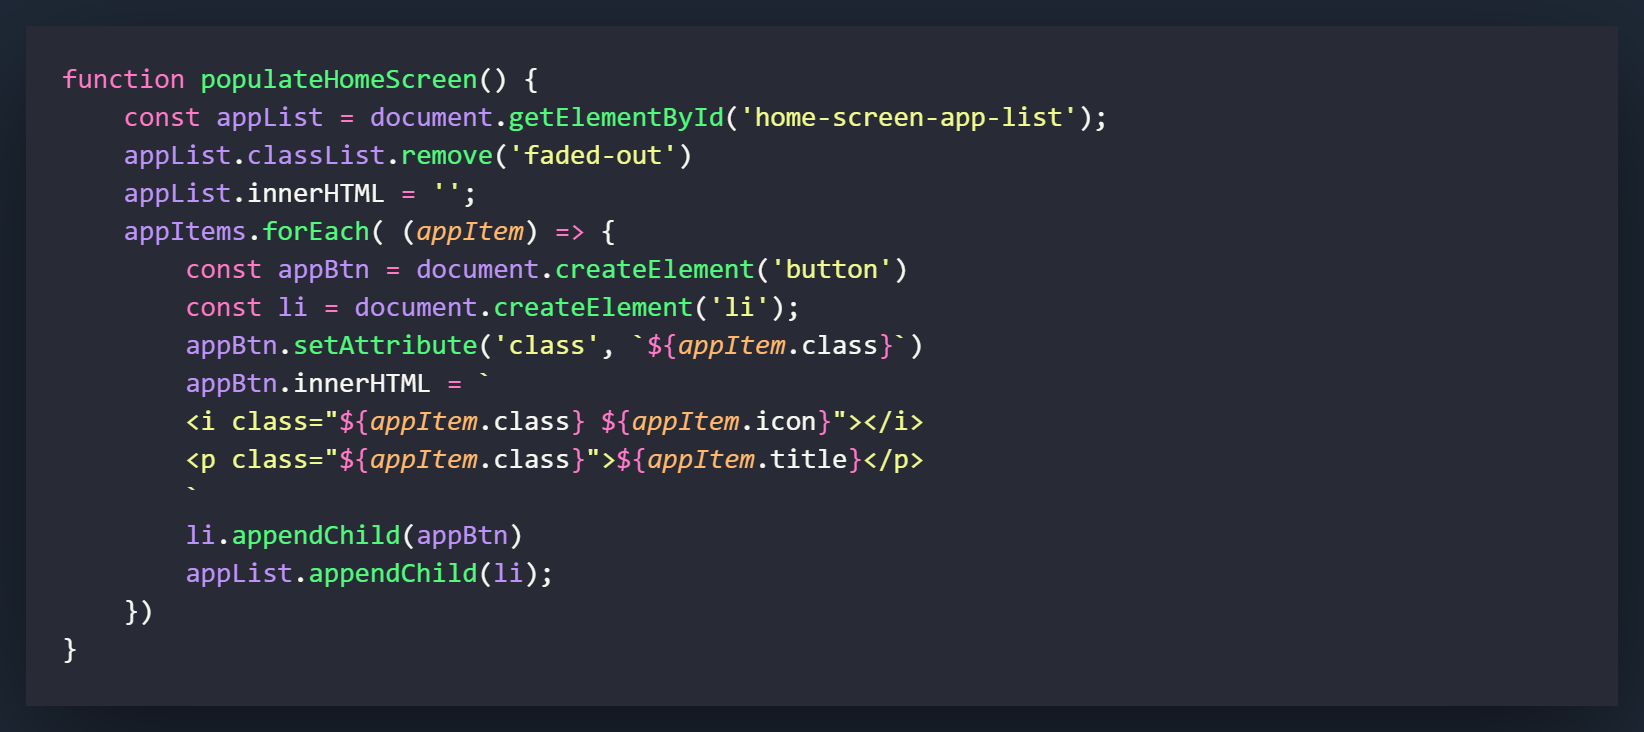 function populateHomeScreen() {
    const appList = document.getElementById('home-screen-app-list');
    appList.classList.remove('faded-out')
    appList.innerHTML = '';
    appItems.forEach( (appItem) => {
        const appBtn = document.createElement('button')
        const li = document.createElement('li');
        appBtn.setAttribute('class', `${appItem.class}`)
        appBtn.innerHTML = `
        <i class="${appItem.class} ${appItem.icon}"></i>
        <p class="${appItem.class}">${appItem.title}</p>
        `
        li.appendChild(appBtn)
        appList.appendChild(li);
    })
}